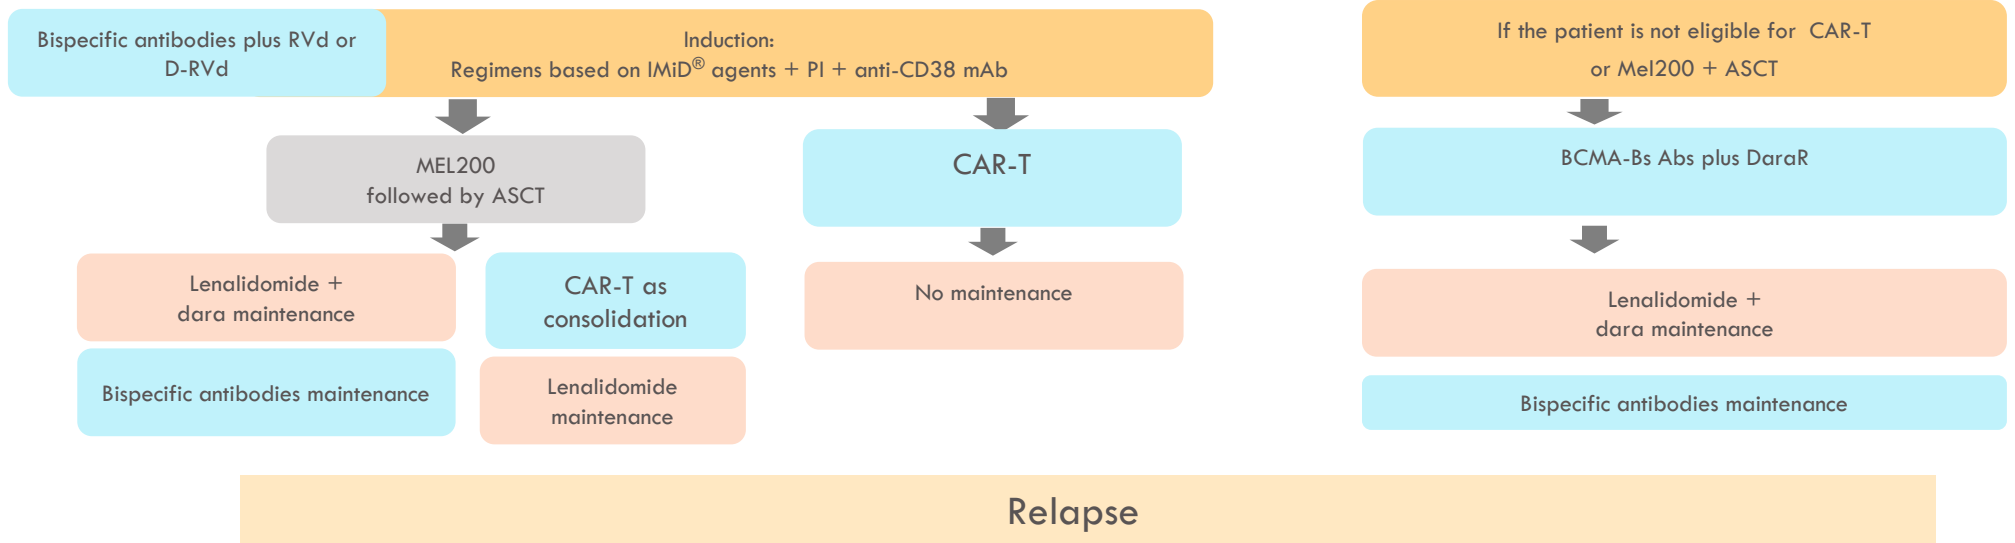 Bispecific antibodies plus RVd or
D-RVd
Induction:
Regimens based on IMiD® agents + PI + anti-CD38 mAb
If the patient is not eligible for CAR-T
or Mel200 + ASCT
MEL200
followed by ASCT
CAR-T
BCMA-Bs Abs plus DaraR
Lenalidomide +
dara maintenance
CAR-T as
consolidation
No maintenance
Lenalidomide +
dara maintenance
Bispecific antibodies maintenance
Lenalidomide
maintenance
Bispecific antibodies maintenance
Relapse